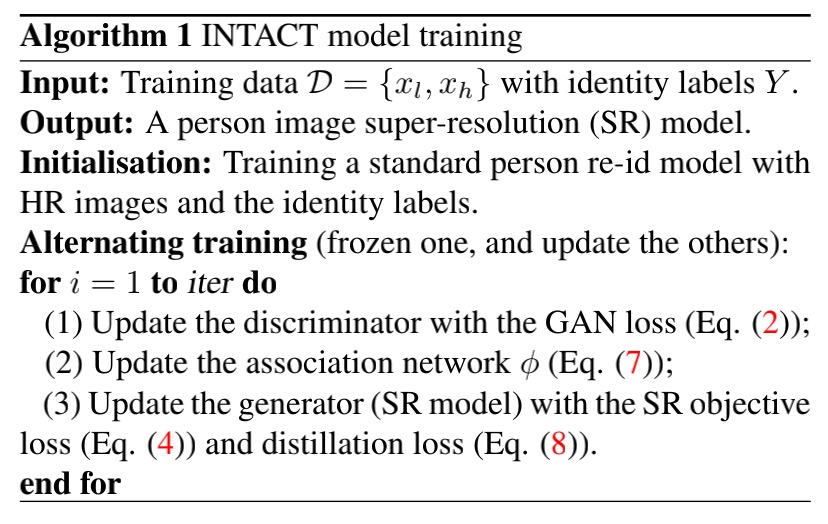 Algorithm 1 INTACT model training
Input: Training data 𝒟 = {x_l, x_h} with identity labels Y.
Output: A person image super-resolution (SR) model.
Initialisation: Training a standard person re-id model with
HR images and the identity labels.
Alternating training (frozen one, and update the others):
for i = 1 to iter do
(1) Update the discriminator with the GAN loss (Eq. (2));
(2) Update the association network ϕ (Eq. (7));
(3) Update the generator (SR model) with the SR objective
loss (Eq. (4)) and distillation loss (Eq. (8)).
end for